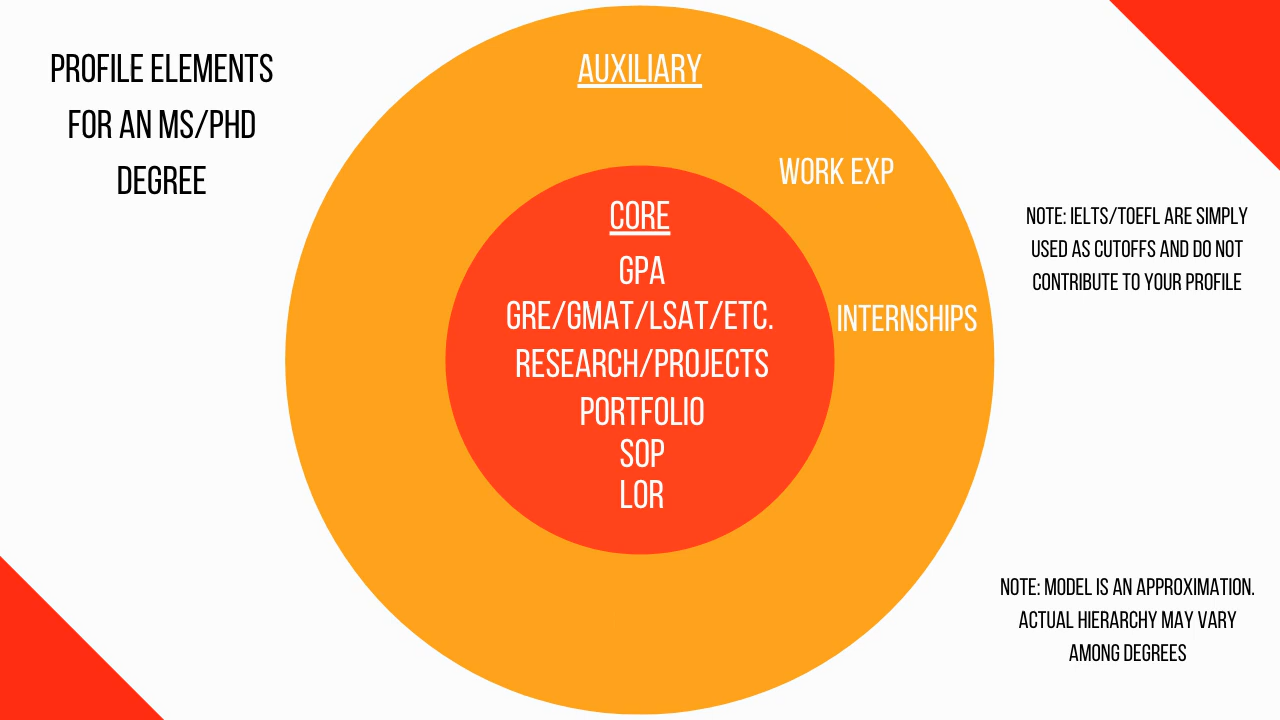 PROFILE ELEMENTS
FOR AN MS/PHD
DEGREE
AUXILIARY
WORK EXP
INTERNSHIPS
CORE
GPA
GRE/GMAT/LSAT/ETC.
RESEARCH/PROJECTS
PORTFOLIO
SOP
LOR
NOTE: IELTS/TOEFL ARE SIMPLY
USED AS CUTOFFS AND DO NOT
CONTRIBUTE TO YOUR PROFILE
NOTE: MODEL IS AN APPROXIMATION.
ACTUAL HIERARCHY MAY VARY
AMONG DEGREES